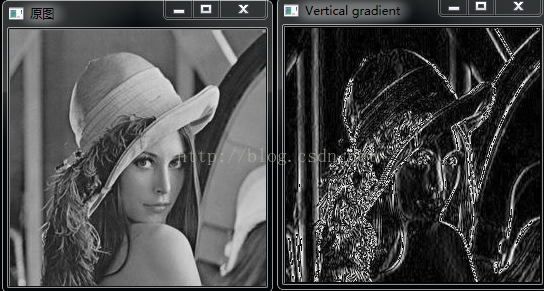 原图
Vertical gradient
http://blog.csdn.net